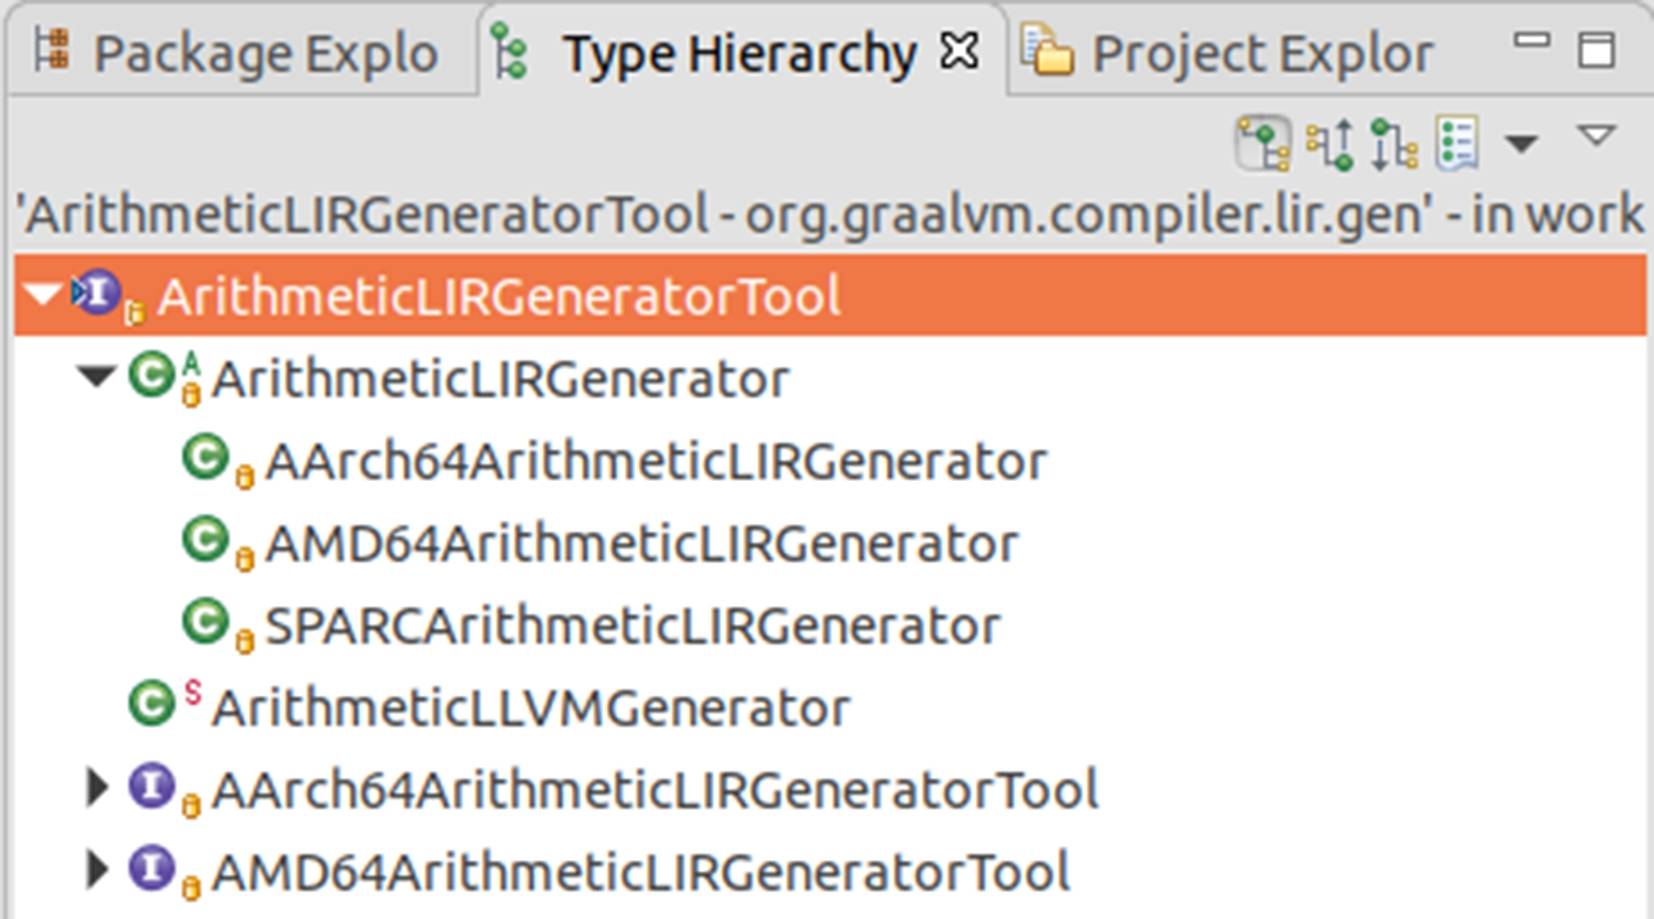 Package Explo Type Hierarchy Project Explor
'ArithmeticLIRGeneratorTool - org.graalvm.compiler.lir.gen' - in work
ArithmeticLIRGeneratorTool
ArithmeticLIRGenerator
AArch64ArithmeticLIRGenerator
AMD64ArithmeticLIRGenerator
SPARCArithmeticLIRGenerator
ArithmeticLLVMGenerator
AArch64ArithmeticLIRGeneratorTool
AMD64ArithmeticLIRGeneratorTool